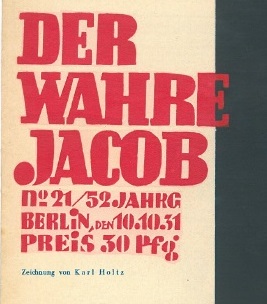 DER
WAHRE
JACOB
No 21/52 JAHRG
BERLIN, DEN 10.10.31
PREIS 30 Pfg
Zeichnung von Karl Holtz